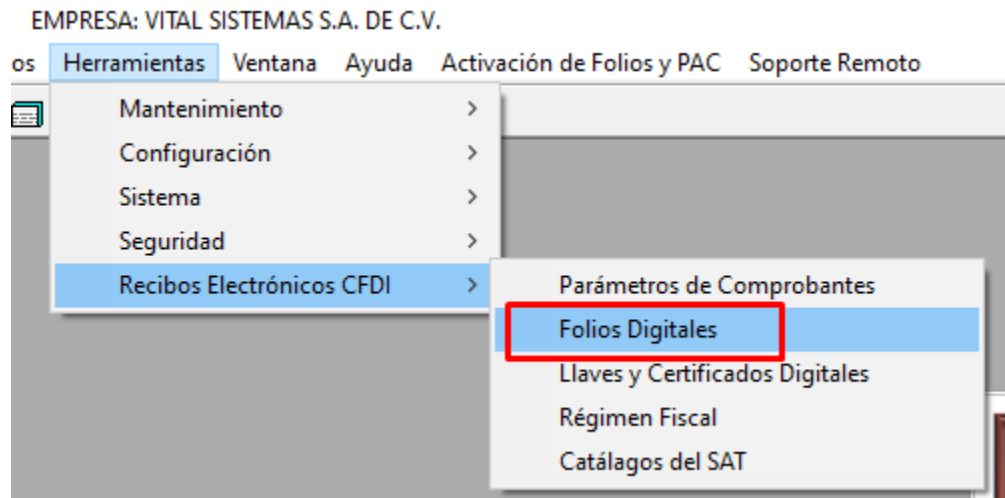 EMPRESA: VITAL SISTEMAS S.A. DE C.V.
os Herramientas Ventana Ayuda Activación de Folios y PAC Soporte Remoto
Mantenimiento
Configuración
Sistema
Seguridad
Recibos Electrónicos CFDI
Parámetros de Comprobantes
Folios Digitales
Llaves y Certificados Digitales
Régimen Fiscal
Catálagos del SAT